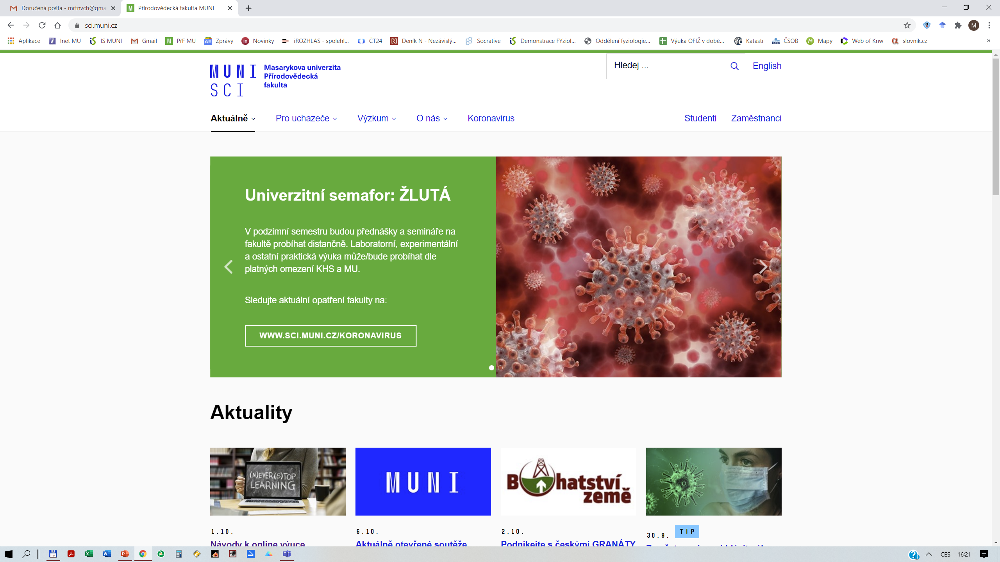 Doručená pošta - mrtnvch@gma
Přírodovědecká fakulta MUNI
sci.muni.cz
M
Aplikace
Inet MU
IS MUNI
Gmail
PřF MU
Zprávy
Novinky
iROZHLAS - spolehl...
ČT24
Deník N - Nezávislý...
Socrative
Demonstrace FYziol...
Oddělení fyziologie...
Výuka OFIŽ v době...
Katastr
ČSOB
Mapy
Web of Knw
slovnik.cz
»
MUNI
SCI
Masarykova univerzita
Přírodovědecká
fakulta
Hledej ...
English
Aktuálně
Pro uchazeče
Výzkum
O nás
Koronavirus
Studenti
Zaměstnanci
Univerzitní semafor: ŽLUTÁ
V podzimní semestru budou přednášky a semináře na
fakultě probíhat distančně. Laboratorní, experimentální
a ostatní praktická výuka může/bude probíhat dle
platných omezení KHS a MU.
Sledujte aktuální opatření fakulty na:
WWW.SCI.MUNI.CZ/KORONAVIRUS
Aktuality
(N)EVER(S)TOP
LEARNING
MUNI
Bohatství
země
1.10.
Návody k online výuce
6.10.
Aktuálně otevřené soutěže
2.10.
Podnikejte s českými GRANÁTY
30.9.
TIP
CES
16:21